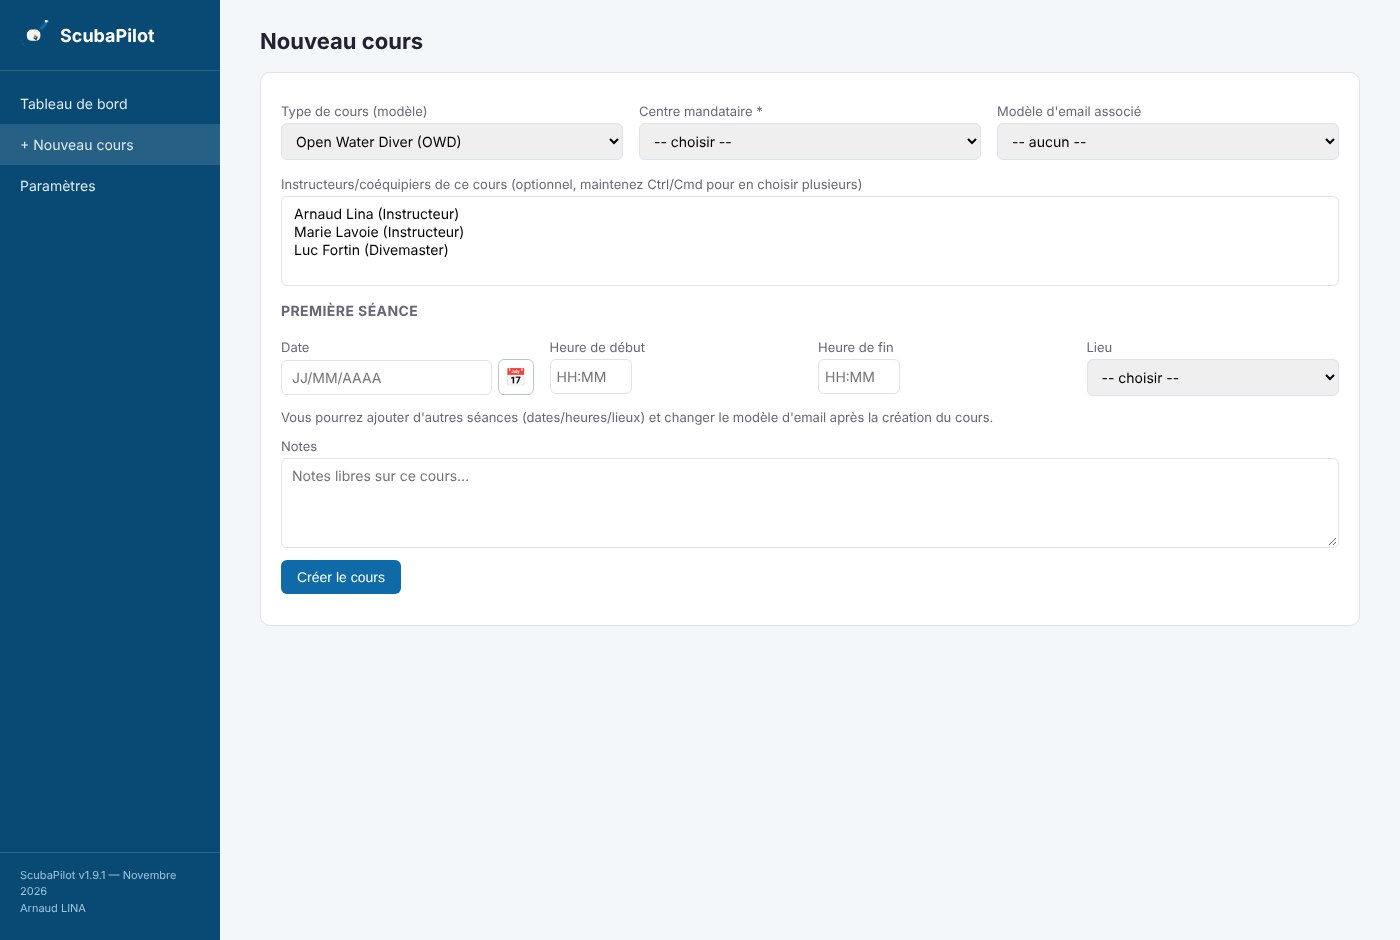 ScubaPilot
Tableau de bord
+ Nouveau cours
Paramètres
ScubaPilot v1.9.1 — Novembre
2026
Arnaud LINA
Nouveau cours
Type de cours (modèle)
Centre mandataire *
Modèle d'email associé
Open Water Diver (OWD)
-- choisir --
-- aucun --
Instructeurs/coéquipiers de ce cours (optionnel, maintenez Ctrl/Cmd pour en choisir plusieurs)
Arnaud Lina (Instructeur)
Marie Lavoie (Instructeur)
Luc Fortin (Divemaster)
PREMIÈRE SÉANCE
Date
Heure de début
Heure de fin
Lieu
JJ/MM/AAAA
HH:MM
HH:MM
-- choisir --
Vous pourrez ajouter d'autres séances (dates/heures/lieux) et changer le modèle d'email après la création du cours.
Notes
Notes libres sur ce cours...
Créer le cours